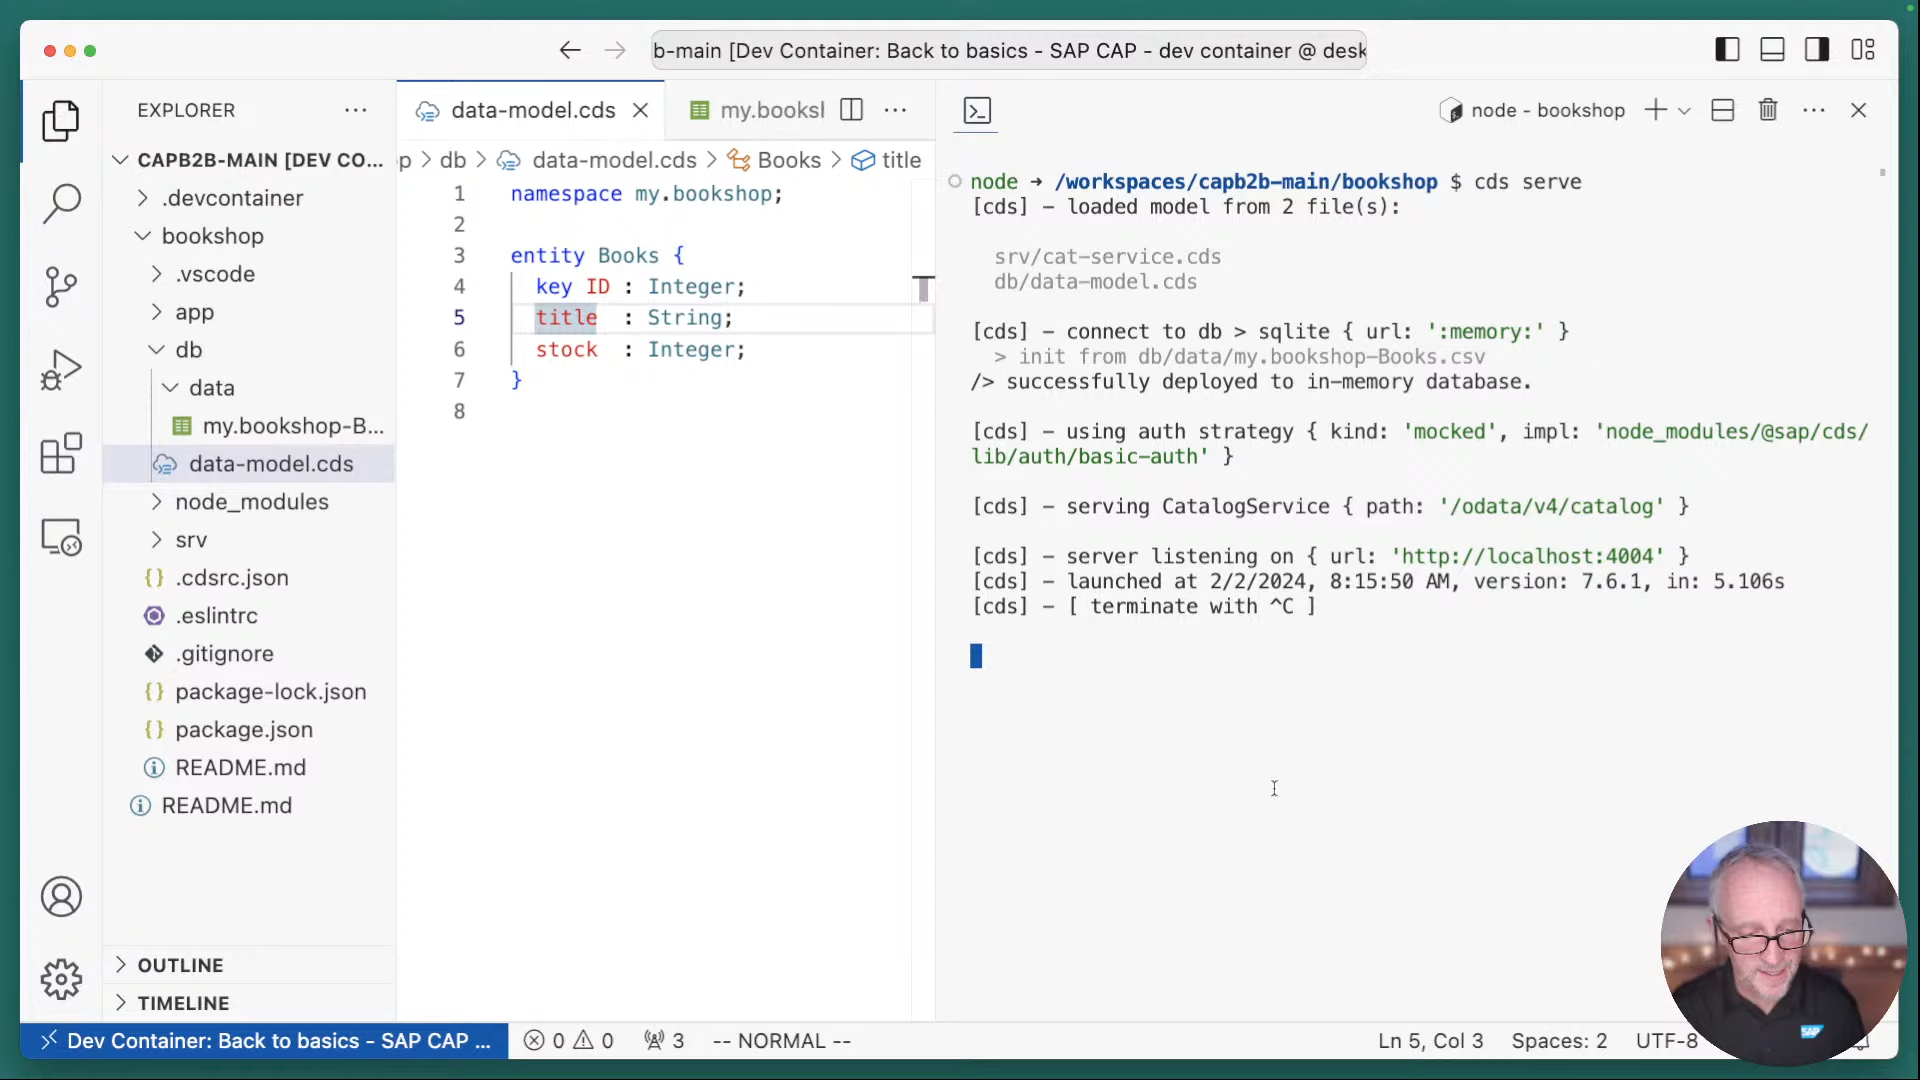 b-main [Dev Container: Back to basics - SAP CAP - dev container @ desk
EXPLORER
CAPB2B-MAIN [DEV CO...
.devcontainer
bookshop
.vscode
app
db
data
my.bookshop-B...
data-model.cds
node_modules
srv
.cdsrc.json
.eslintrc
.gitignore
package-lock.json
package.json
README.md
README.md
OUTLINE
TIMELINE
data-model.cds
my.booksl
p > db > data-model.cds > Books > title
1 namespace my.bookshop;
2
3 entity Books {
4 key ID : Integer;
5 title : String;
6 stock : Integer;
7 }
8
node - bookshop
node → /workspaces/capb2b-main/bookshop $ cds serve
[cds] – loaded model from 2 file(s):
srv/cat-service.cds
db/data-model.cds
[cds] – connect to db > sqlite { url: ':memory:' }
> init from db/data/my.bookshop-Books.csv
/> successfully deployed to in-memory database.
[cds] – using auth strategy { kind: 'mocked', impl: 'node_modules/@sap/cds/
lib/auth/basic-auth' }
[cds] – serving CatalogService { path: '/odata/v4/catalog' }
[cds] – server listening on { url: 'http://localhost:4004' }
[cds] – launched at 2/2/2024, 8:15:50 AM, version: 7.6.1, in: 5.106s
[cds] – [ terminate with ^C ]
SAP
Dev Container: Back to basics - SAP CAP ...
0 0 3 -- NORMAL --
Ln 5, Col 3 Spaces: 2 UTF-8